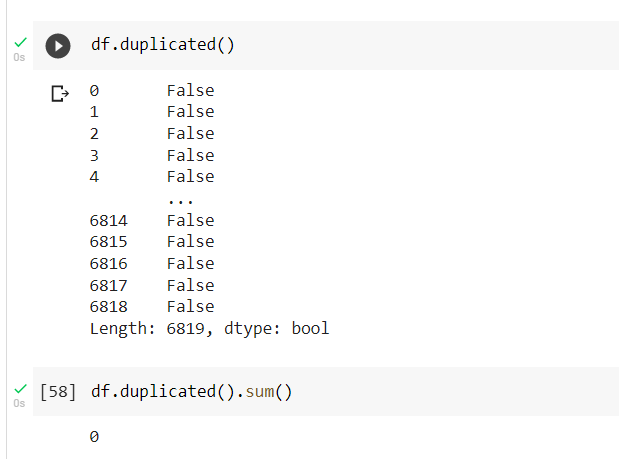 df.duplicated()
0s
0 False
1 False
2 False
3 False
4 False
...
6814 False
6815 False
6816 False
6817 False
6818 False
Length: 6819, dtype: bool
[58] df.duplicated().sum()
0s
0